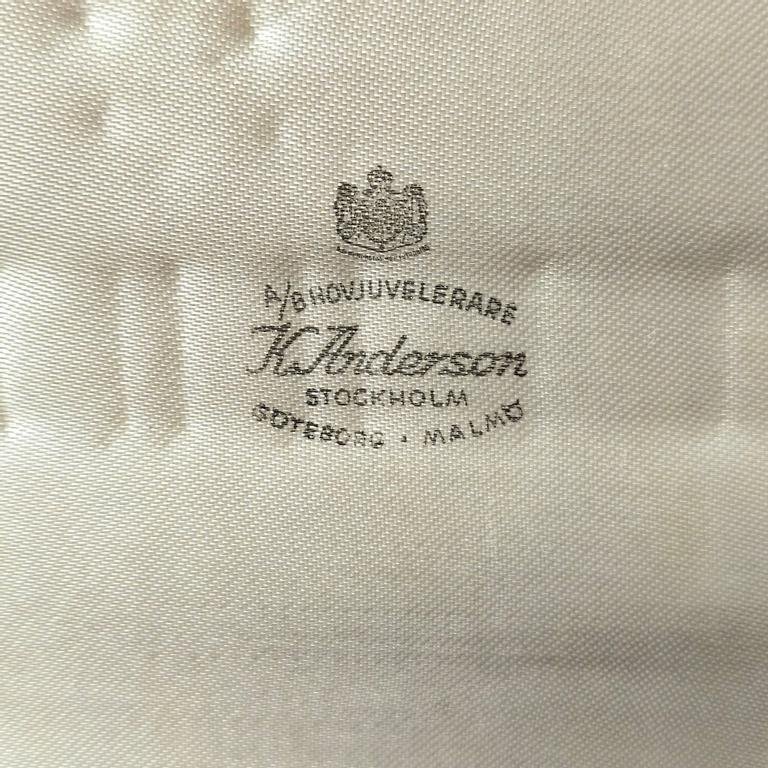 A/B HOVJUVELERARE
K. Anderson
STOCKHOLM
GÖTEBORG · MALMÖ